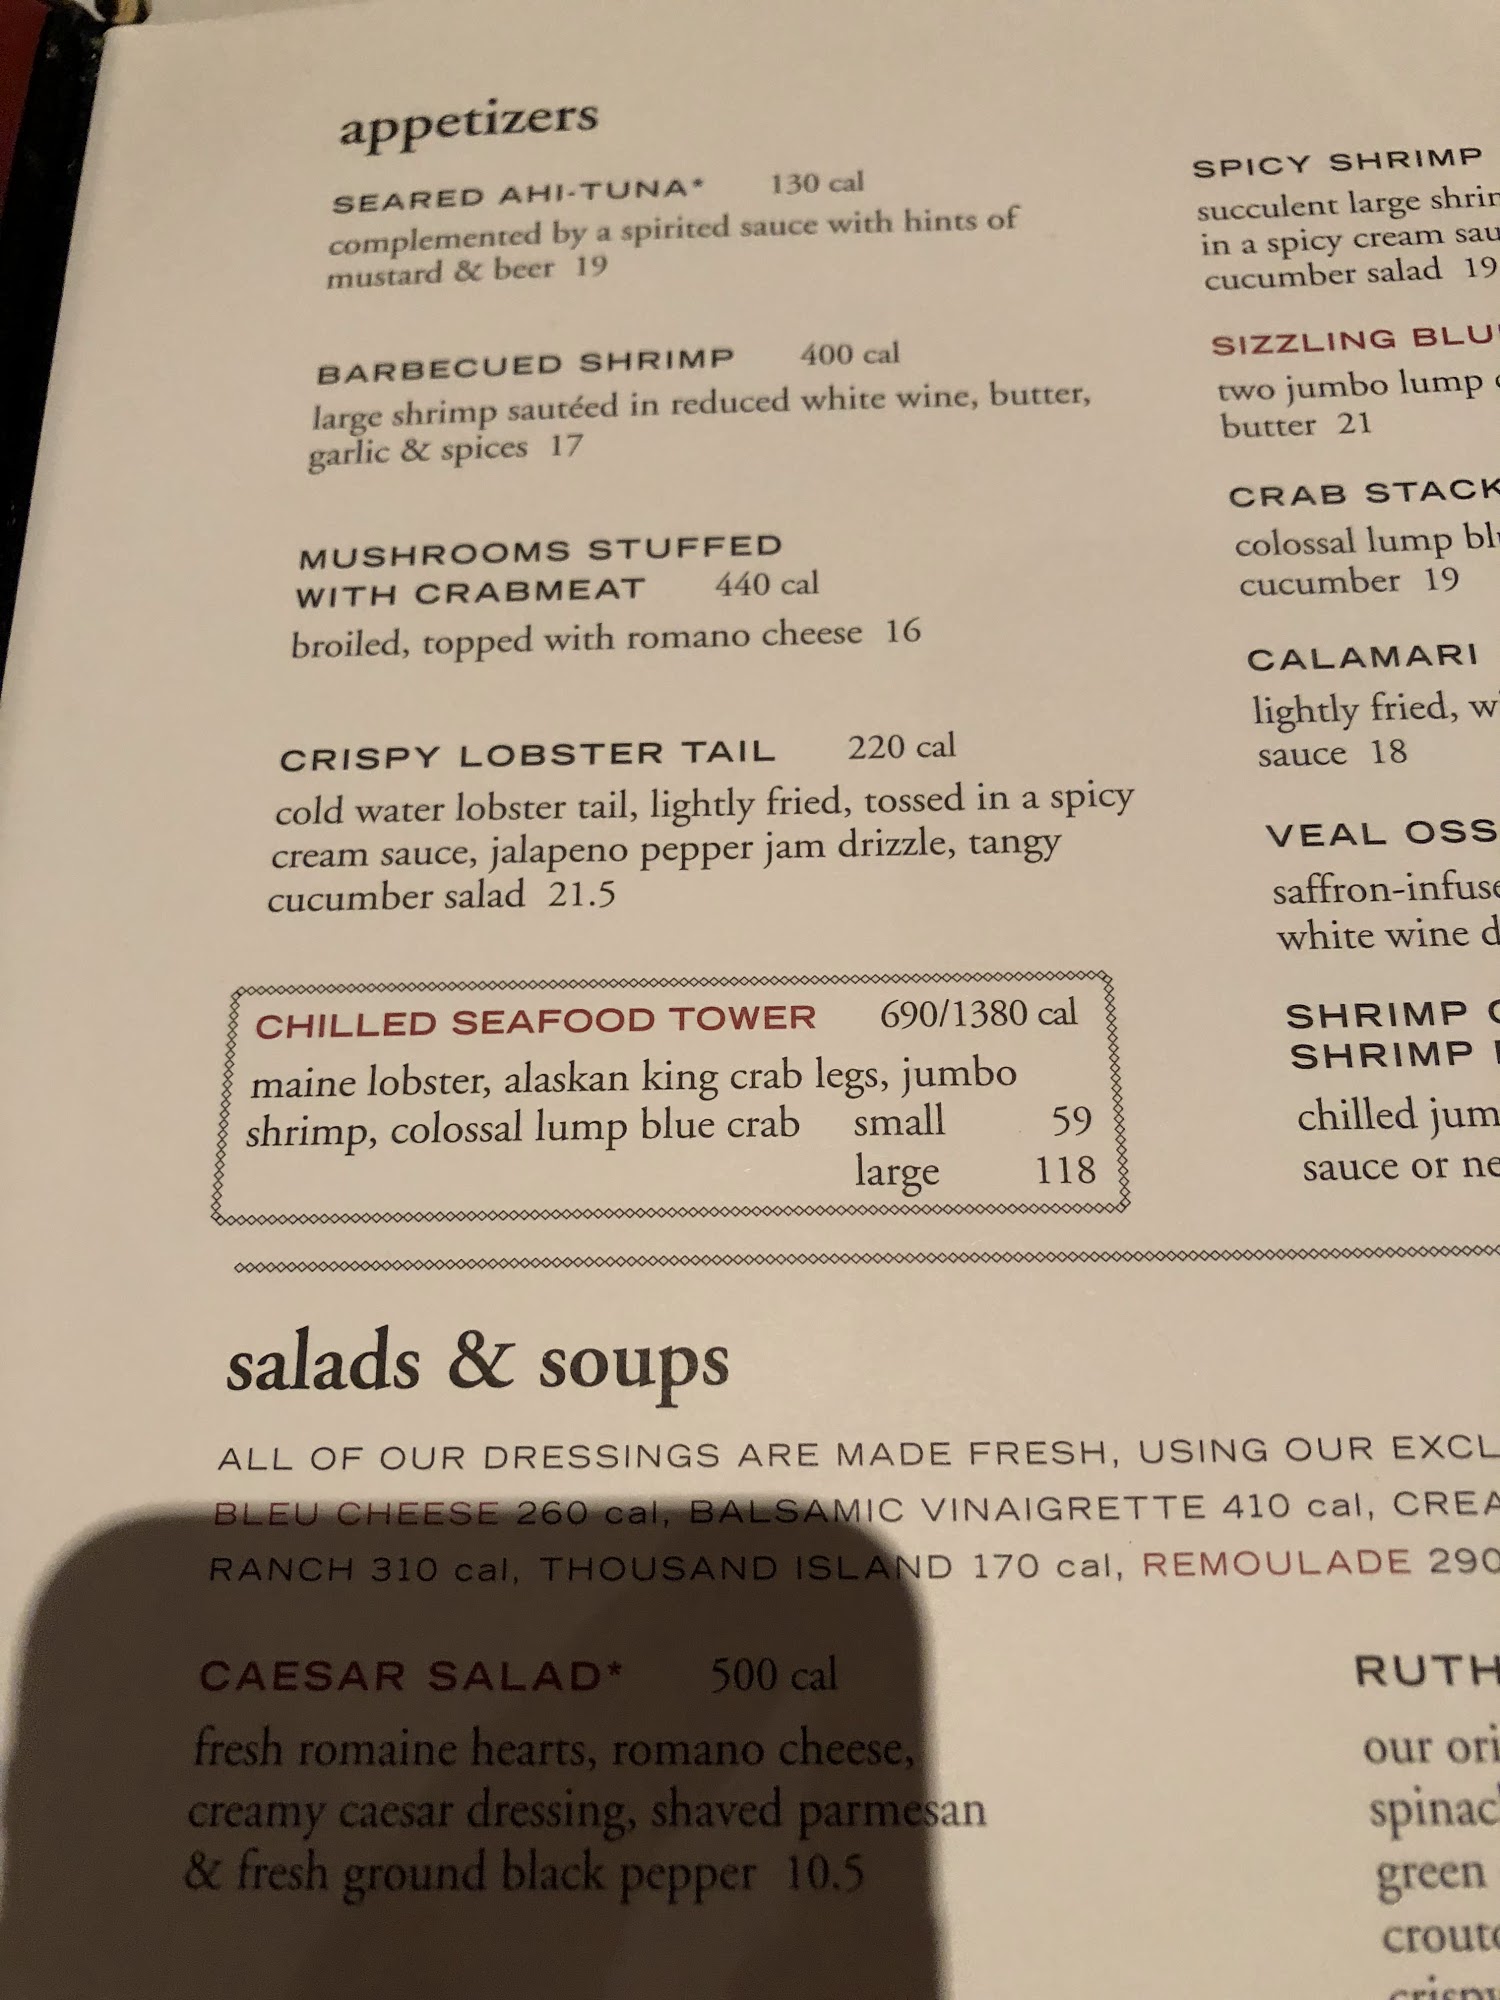 appetizers
SEARED AHI-TUNA* 130 cal
complemented by a spirited sauce with hints of
mustard & beer 19
BARBECUED SHRIMP 400 cal
large shrimp sautéed in reduced white wine, butter,
garlic & spices 17
MUSHROOMS STUFFED
WITH CRABMEAT 440 cal
broiled, topped with romano cheese 16
CRISPY LOBSTER TAIL 220 cal
cold water lobster tail, lightly fried, tossed in a spicy
cream sauce, jalapeno pepper jam drizzle, tangy
cucumber salad 21.5
CHILLED SEAFOOD TOWER 690/1380 cal
maine lobster, alaskan king crab legs, jumbo
shrimp, colossal lump blue crab small 59
large 118
SPICY SHRIMP
succulent large
in a spicy cream
cucumber salad 19
SIZZLING
two jumbo lump
butter 21
CRAB STACK
colossal lump
cucumber 19
CALAMARI
lightly fried,
sauce 18
VEAL
white wine
SHRIMP
SHRIMP
chilled
sauce or
salads & soups
ALL OF OUR DRESSINGS ARE MADE FRESH, USING OUR
BLEU CHEESE 260 cal, BALSAMIC VINAIGRETTE 410 cal,
RANCH 310 cal, THOUSAND ISLAND 170 cal, REMOULADE 290
CAESAR SALAD* 500 cal
fresh romaine hearts, romano cheese,
creamy caesar dressing, shaved parmesan
& fresh ground black pepper 10.5
RUTH
our
green